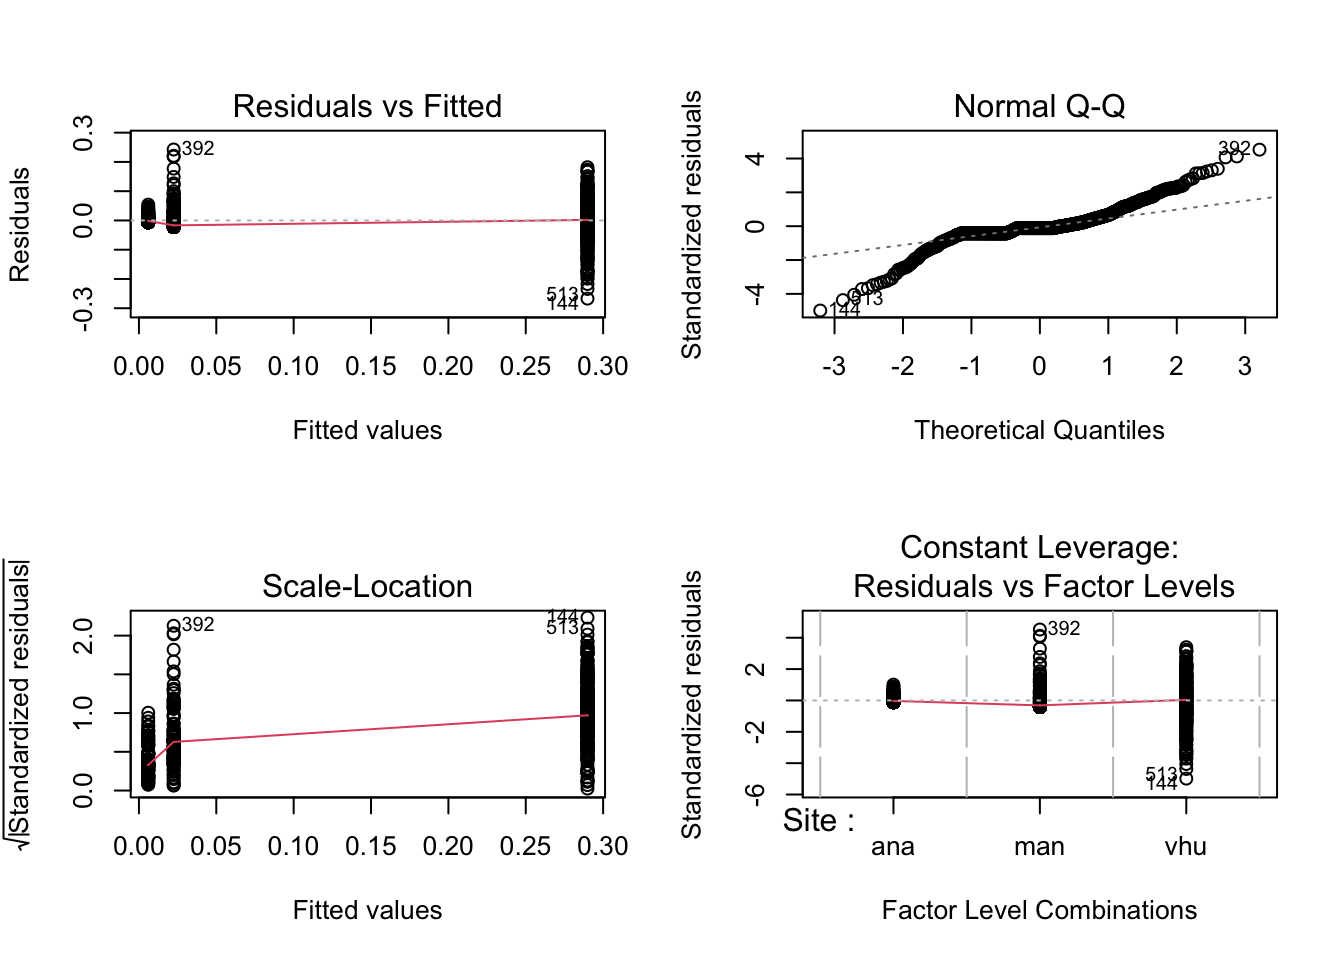 Residuals vs Fitted
Residuals
0.3
0.0
-0.3
392
513
144
0.00 0.05 0.10 0.15 0.20 0.25 0.30
Fitted values
Normal Q-Q
Standardized residuals
4
0
-4
392
513
144
-3 -2 -1 0 1 2 3
Theoretical Quantiles
Scale-Location
√|Standardized residuals|
2.0
1.0
0.0
392
144
513
0.00 0.05 0.10 0.15 0.20 0.25 0.30
Fitted values
Constant Leverage:
Residuals vs Factor Levels
Standardized residuals
2
-2
-6
392
513
144
Site :
ana man vhu
Factor Level Combinations